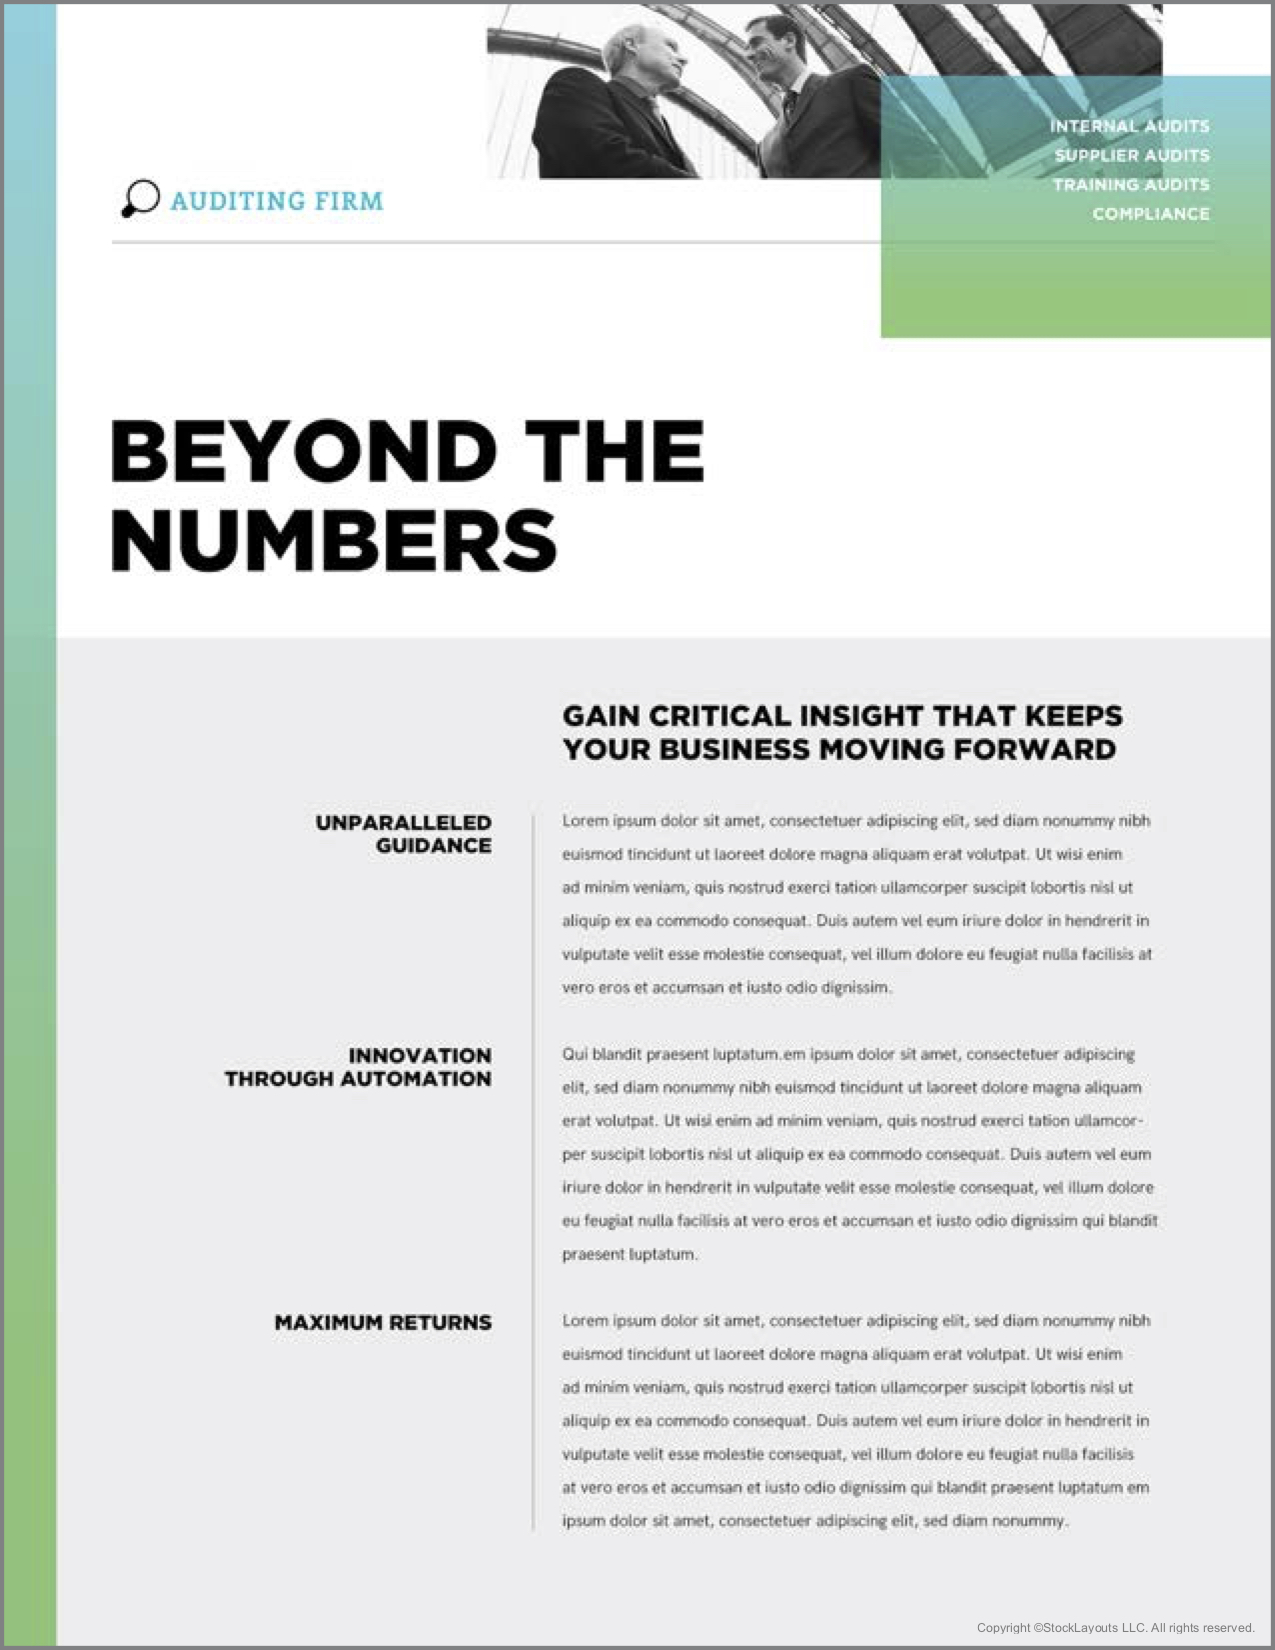 INTERNAL AUDITS
SUPPLIER AUDITS
TRAINING AUDITS
COMPLIANCE
AUDITING FIRM
BEYOND THE
NUMBERS
GAIN CRITICAL INSIGHT THAT KEEPS
YOUR BUSINESS MOVING FORWARD
UNPARALLELED
GUIDANCE
Lorem ipsum dolor sit amet, consectetuer adipiscing elit, sed diam nonummy nibh
euismod tincidunt ut laoreet dolore magna aliquam erat volutpat. Ut wisi enim
ad minim veniam, quis nostrud exerci tation ullamcorper suscipit lobortis nisl ut
aliquip ex ea commodo consequat. Duis autem vel eum iriure dolor in hendrerit in
vulputate velit esse molestie consequat, vel illum dolore eu feugiat nulla facilisis at
vero eros et accumsan et iusto odio dignissim.
INNOVATION
THROUGH AUTOMATION
Qui blandit praesent luptatum.em ipsum dolor sit amet, consectetuer adipiscing
elit, sed diam nonummy nibh euismod tincidunt ut laoreet dolore magna aliquam
erat volutpat. Ut wisi enim ad minim veniam, quis nostrud exerci tation ullamcor-
per suscipit lobortis nisl ut aliquip ex ea commodo consequat. Duis autem vel eum
iriure dolor in hendrerit in vulputate velit esse molestie consequat, vel illum dolore
eu feugiat nulla facilisis at vero eros et accumsan et iusto odio dignissim qui blandit
praesent luptatum.
MAXIMUM RETURNS
Lorem ipsum dolor sit amet, consectetuer adipiscing elit, sed diam nonummy nibh
euismod tincidunt ut laoreet dolore magna aliquam erat volutpat. Ut wisi enim
ad minim veniam, quis nostrud exerci tation ullamcorper suscipit lobortis nisl ut
aliquip ex ea commodo consequat. Duis autem vel eum iriure dolor in hendrerit in
vulputate velit esse molestie consequat, vel illum dolore eu feugiat nulla facilisis
at vero eros et accumsan et iusto odio dignissim qui blandit praesent luptatum em
ipsum dolor sit amet, consectetuer adipiscing elit, sed diam nonummy.
Copyright ©StockLayouts LLC. All rights reserved.